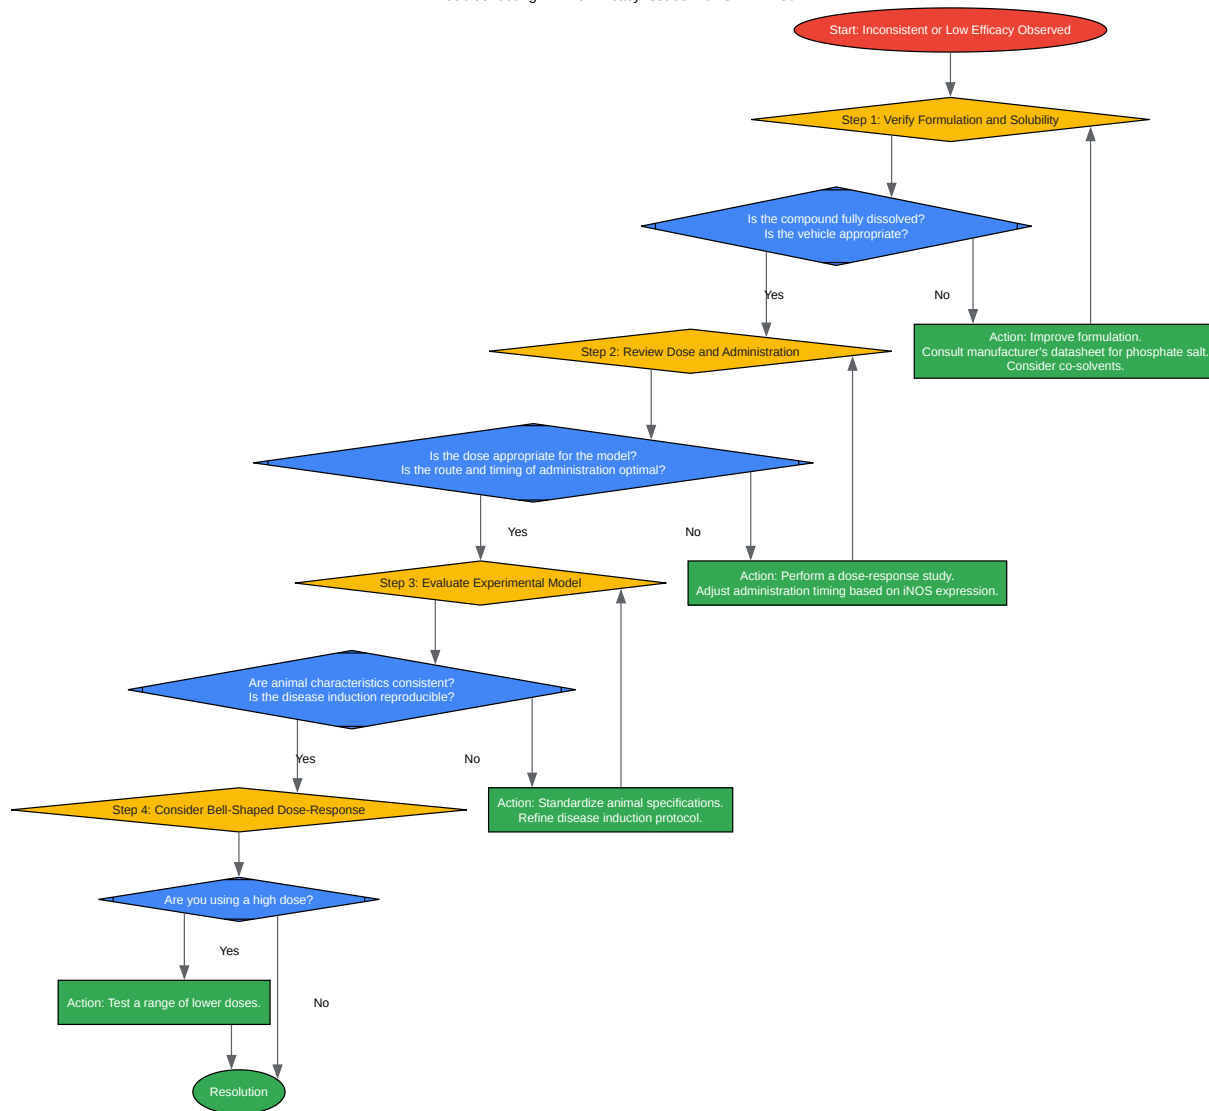 Start: Inconsistent or Low Efficacy Observed
Step 1: Verify Formulation and Solubility
Is the compound fully dissolved?
Is the vehicle appropriate?
Yes
No
Action: Improve formulation.
Consult manufacturer's datasheet for phosphate salt.
Consider co-solvents.
Step 2: Review Dose and Administration
Is the dose appropriate for the model?
Is the route and timing of administration optimal?
Yes
No
Action: Perform a dose-response study.
Adjust administration timing based on iNOS expression.
Step 3: Evaluate Experimental Model
Are animal characteristics consistent?
Is the disease induction reproducible?
Yes
No
Action: Standardize animal specifications.
Refine disease induction protocol.
Step 4: Consider Bell-Shaped Dose-Response
Are you using a high dose?
Yes
Action: Test a range of lower doses.
No
Resolution